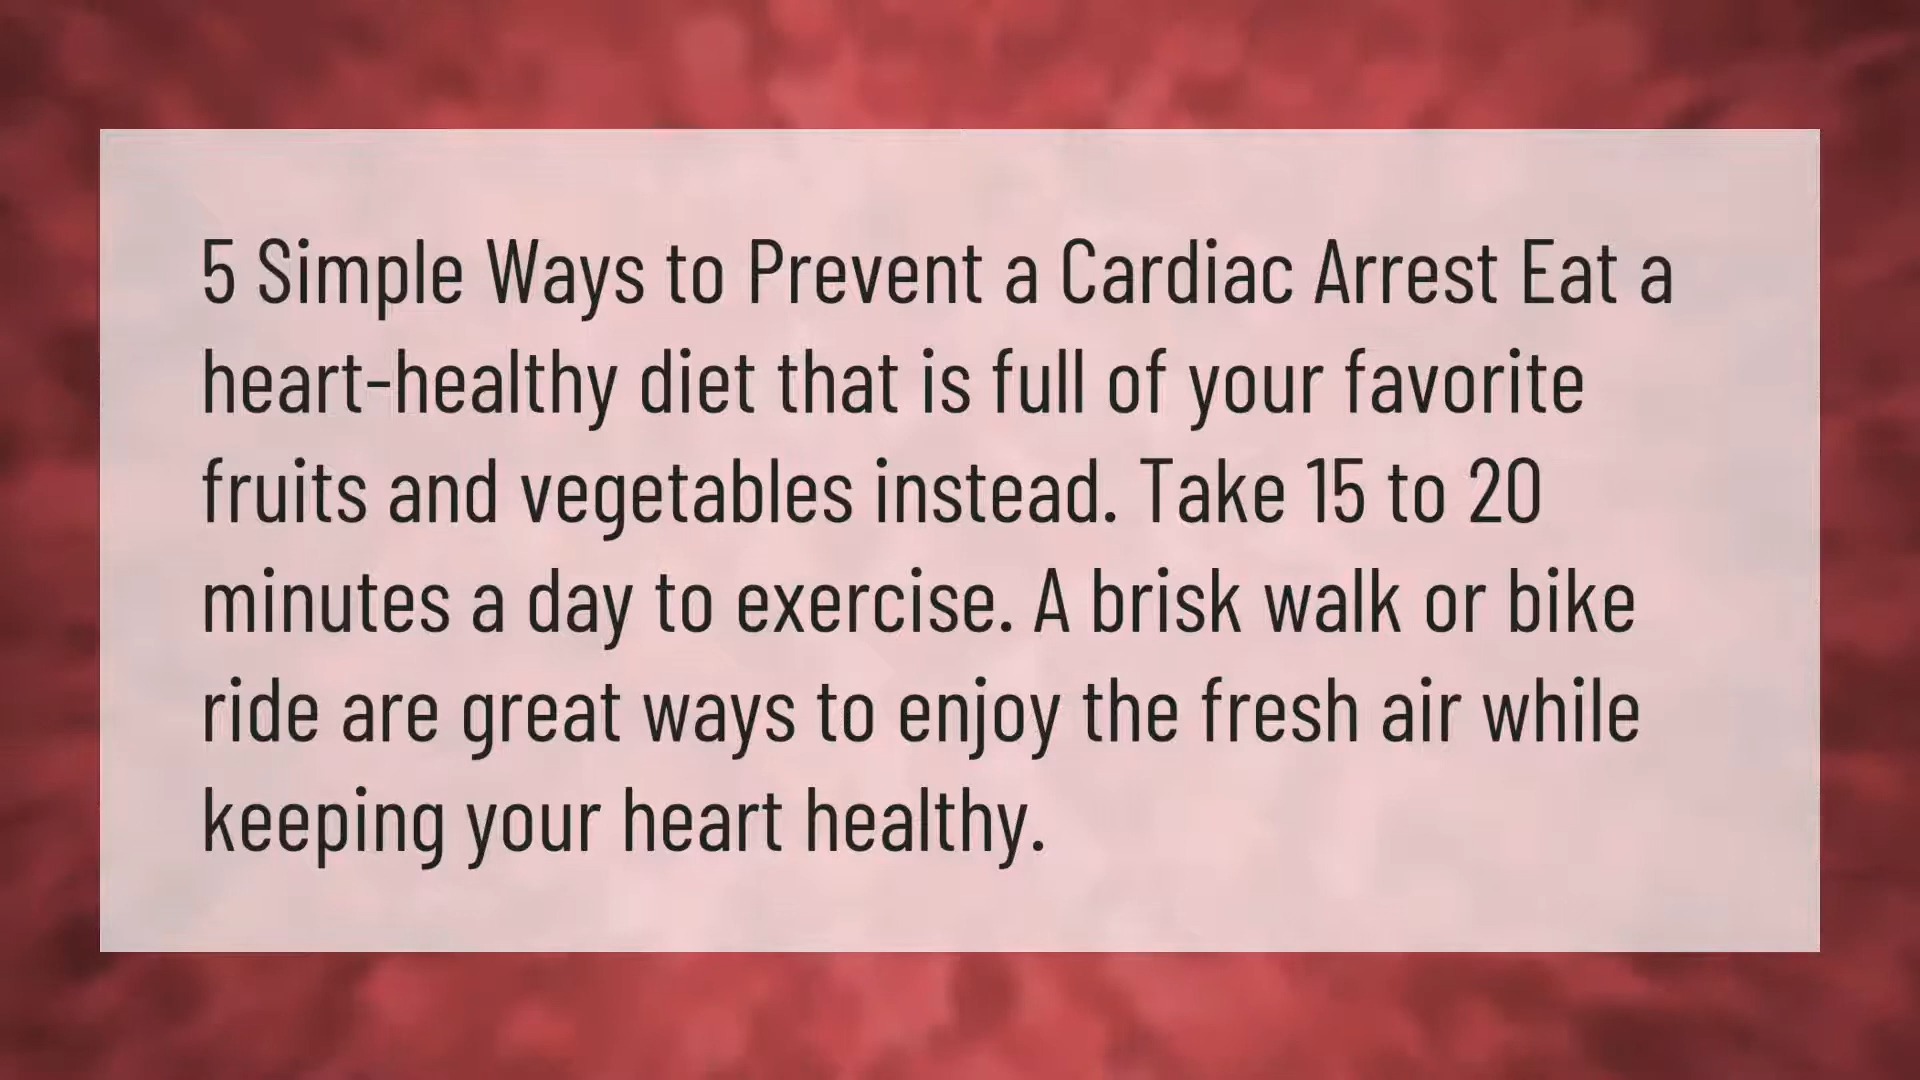 5 Simple Ways to Prevent a Cardiac Arrest Eat a
heart-healthy diet that is full of your favorite
fruits and vegetables instead. Take 15 to 20
minutes a day to exercise. A brisk walk or bike
ride are great ways to enjoy the fresh air while
keeping your heart healthy.